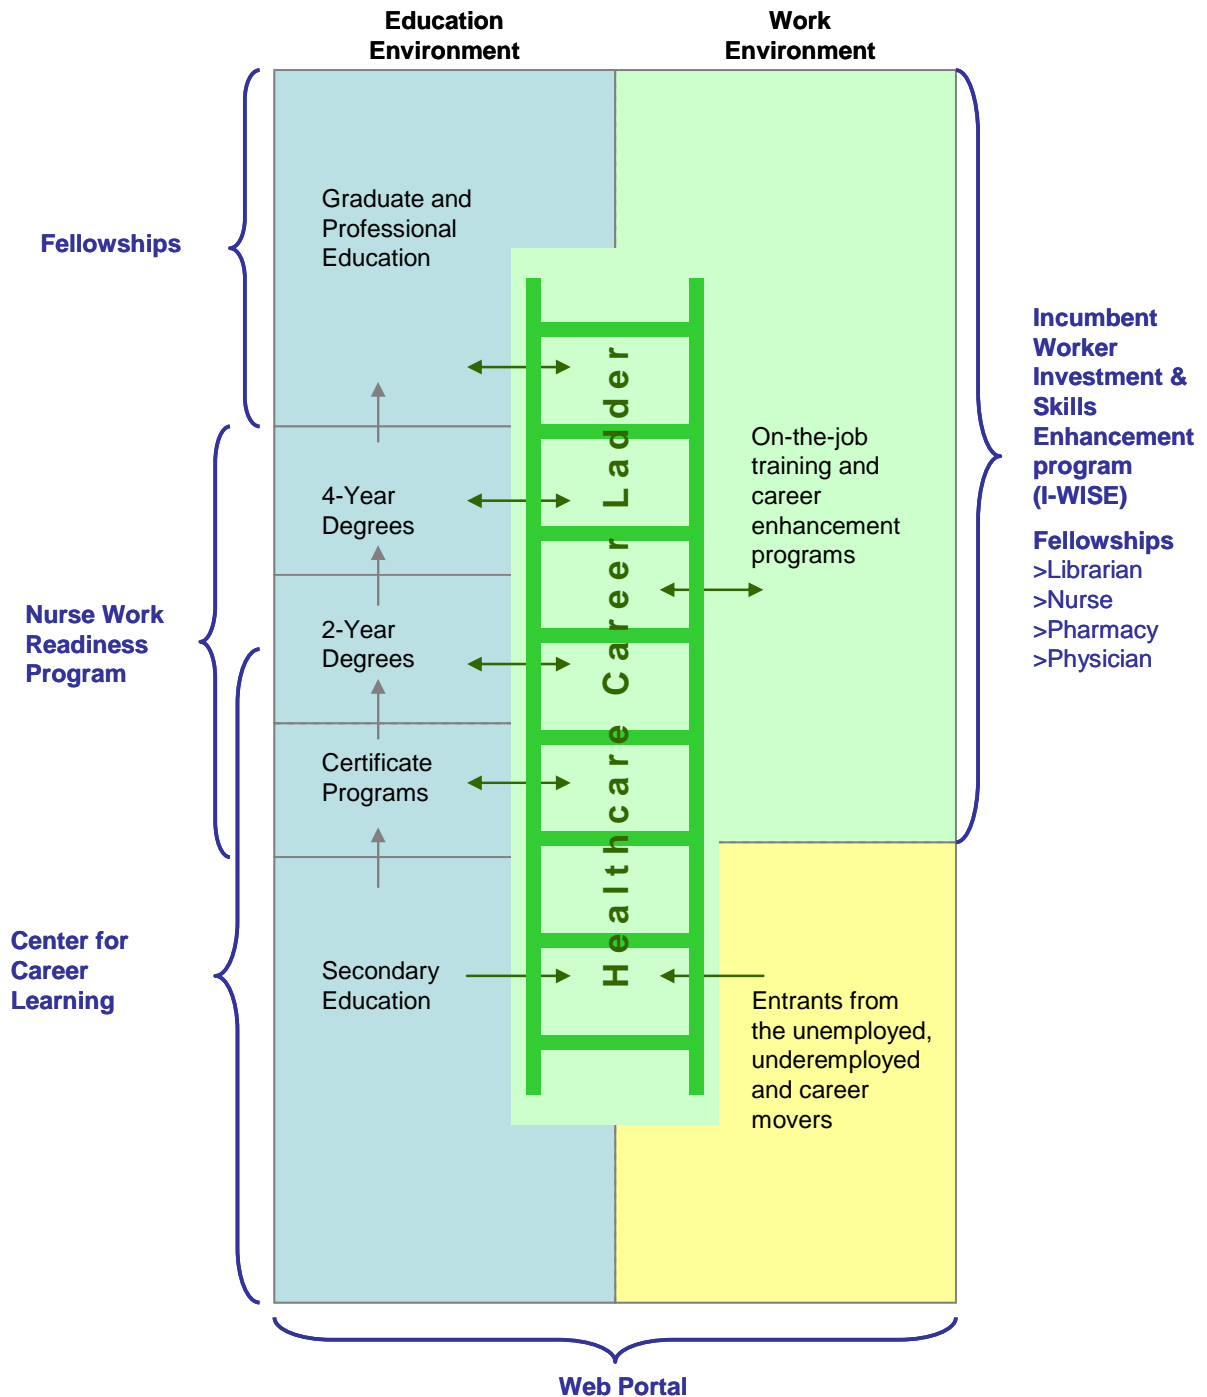 Education
Environment
Work
Environment
Graduate and
Professional
Education
Fellowships
Incumbent
Worker
Investment &
Skills
Enhancement
program
(I-WISE)
Fellowships
>Librarian
>Nurse
>Pharmacy
>Physician
Healthcare Career Ladder
On-the-job
training and
career
enhancement
programs
4-Year
Degrees
Nurse Work
Readiness
Program
2-Year
Degrees
Certificate
Programs
Center for
Career
Learning
Secondary
Education
Entrants from
the unemployed,
underemployed
and career
movers
Web Portal